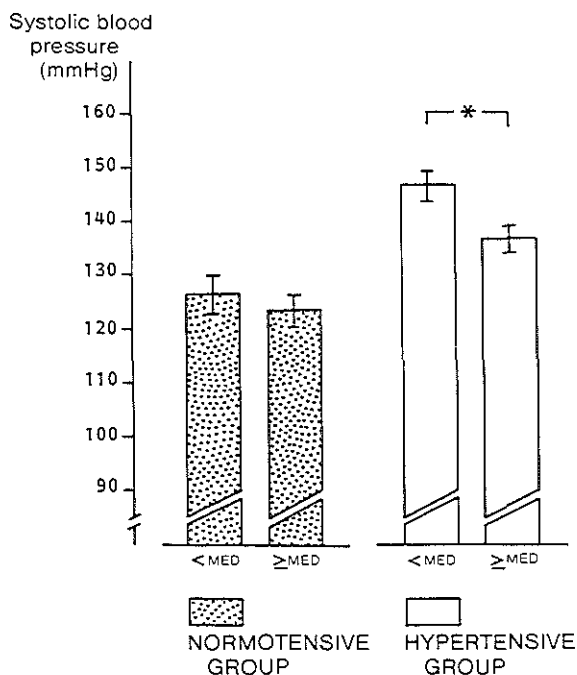 Systolic blood
pressure
(mmHg)
160
*
150
140
130
120
110
100
90
< MED ≥ MED < MED ≥ MED
NORMOTENSIVE HYPERTENSIVE
GROUP GROUP